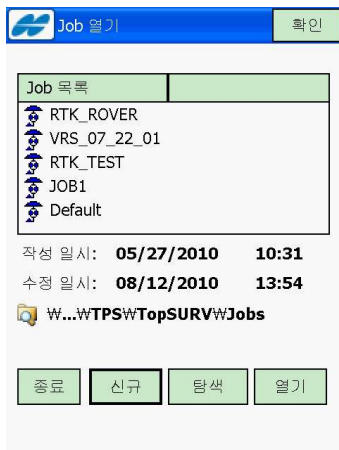 Job 열기 확인
Job 목록
RTK_ROVER
VRS_07_22_01
RTK_TEST
JOB1
Default
작성 일시: 05/27/2010 10:31
수정 일시: 08/12/2010 13:54
₩...₩TPS₩TopSURV₩Jobs
종료 신규 탐색 열기